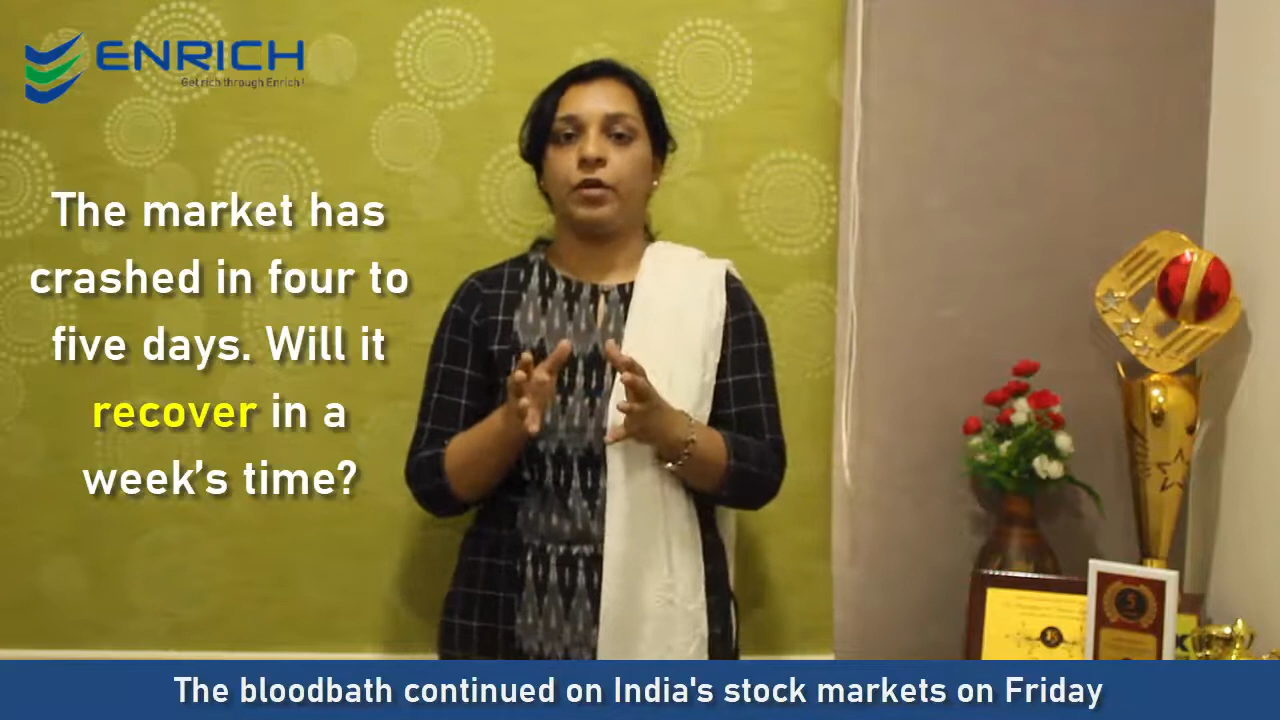 ENRICH
Get rich through Enrich!
The market has
crashed in four to
five days. Will it
recover in a
week’s time?
5
The bloodbath continued on India's stock markets on Friday